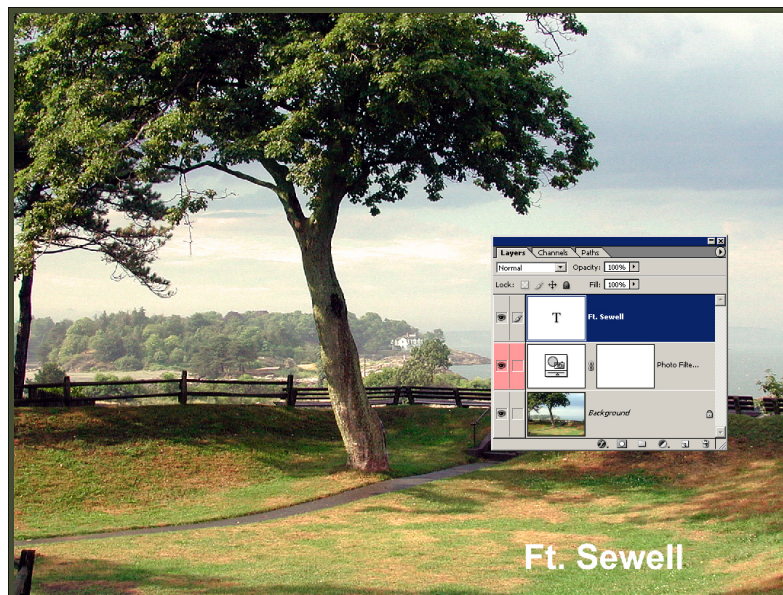 Layers Channels Paths
Normal Opacity: 100%
Lock: Fill: 100%
T Ft. Sewell
Photo Filte...
Background
Ft. Sewell